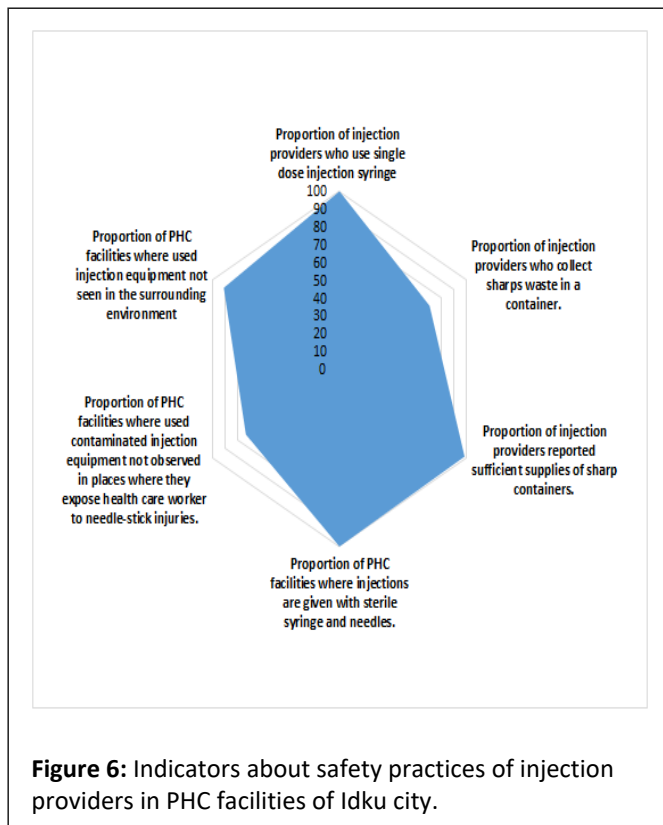 Proportion of injection
providers who use single
dose injection syringe
100
90
80
70
60
50
40
30
20
10
0
Proportion of injection
providers who collect
sharps waste in a
container.
Proportion of injection
providers reported
sufficient supplies of sharp
containers.
Proportion of PHC
facilities where injections
are given with sterile
syringe and needles.
Proportion of PHC
facilities where used
contaminated injection
equipment not observed
in places where they
expose health care worker
to needle-stick injuries.
Proportion of PHC
facilities where used
injection equipment not
seen in the surrounding
environment
Figure 6: Indicators about safety practices of injection
providers in PHC facilities of Idku city.